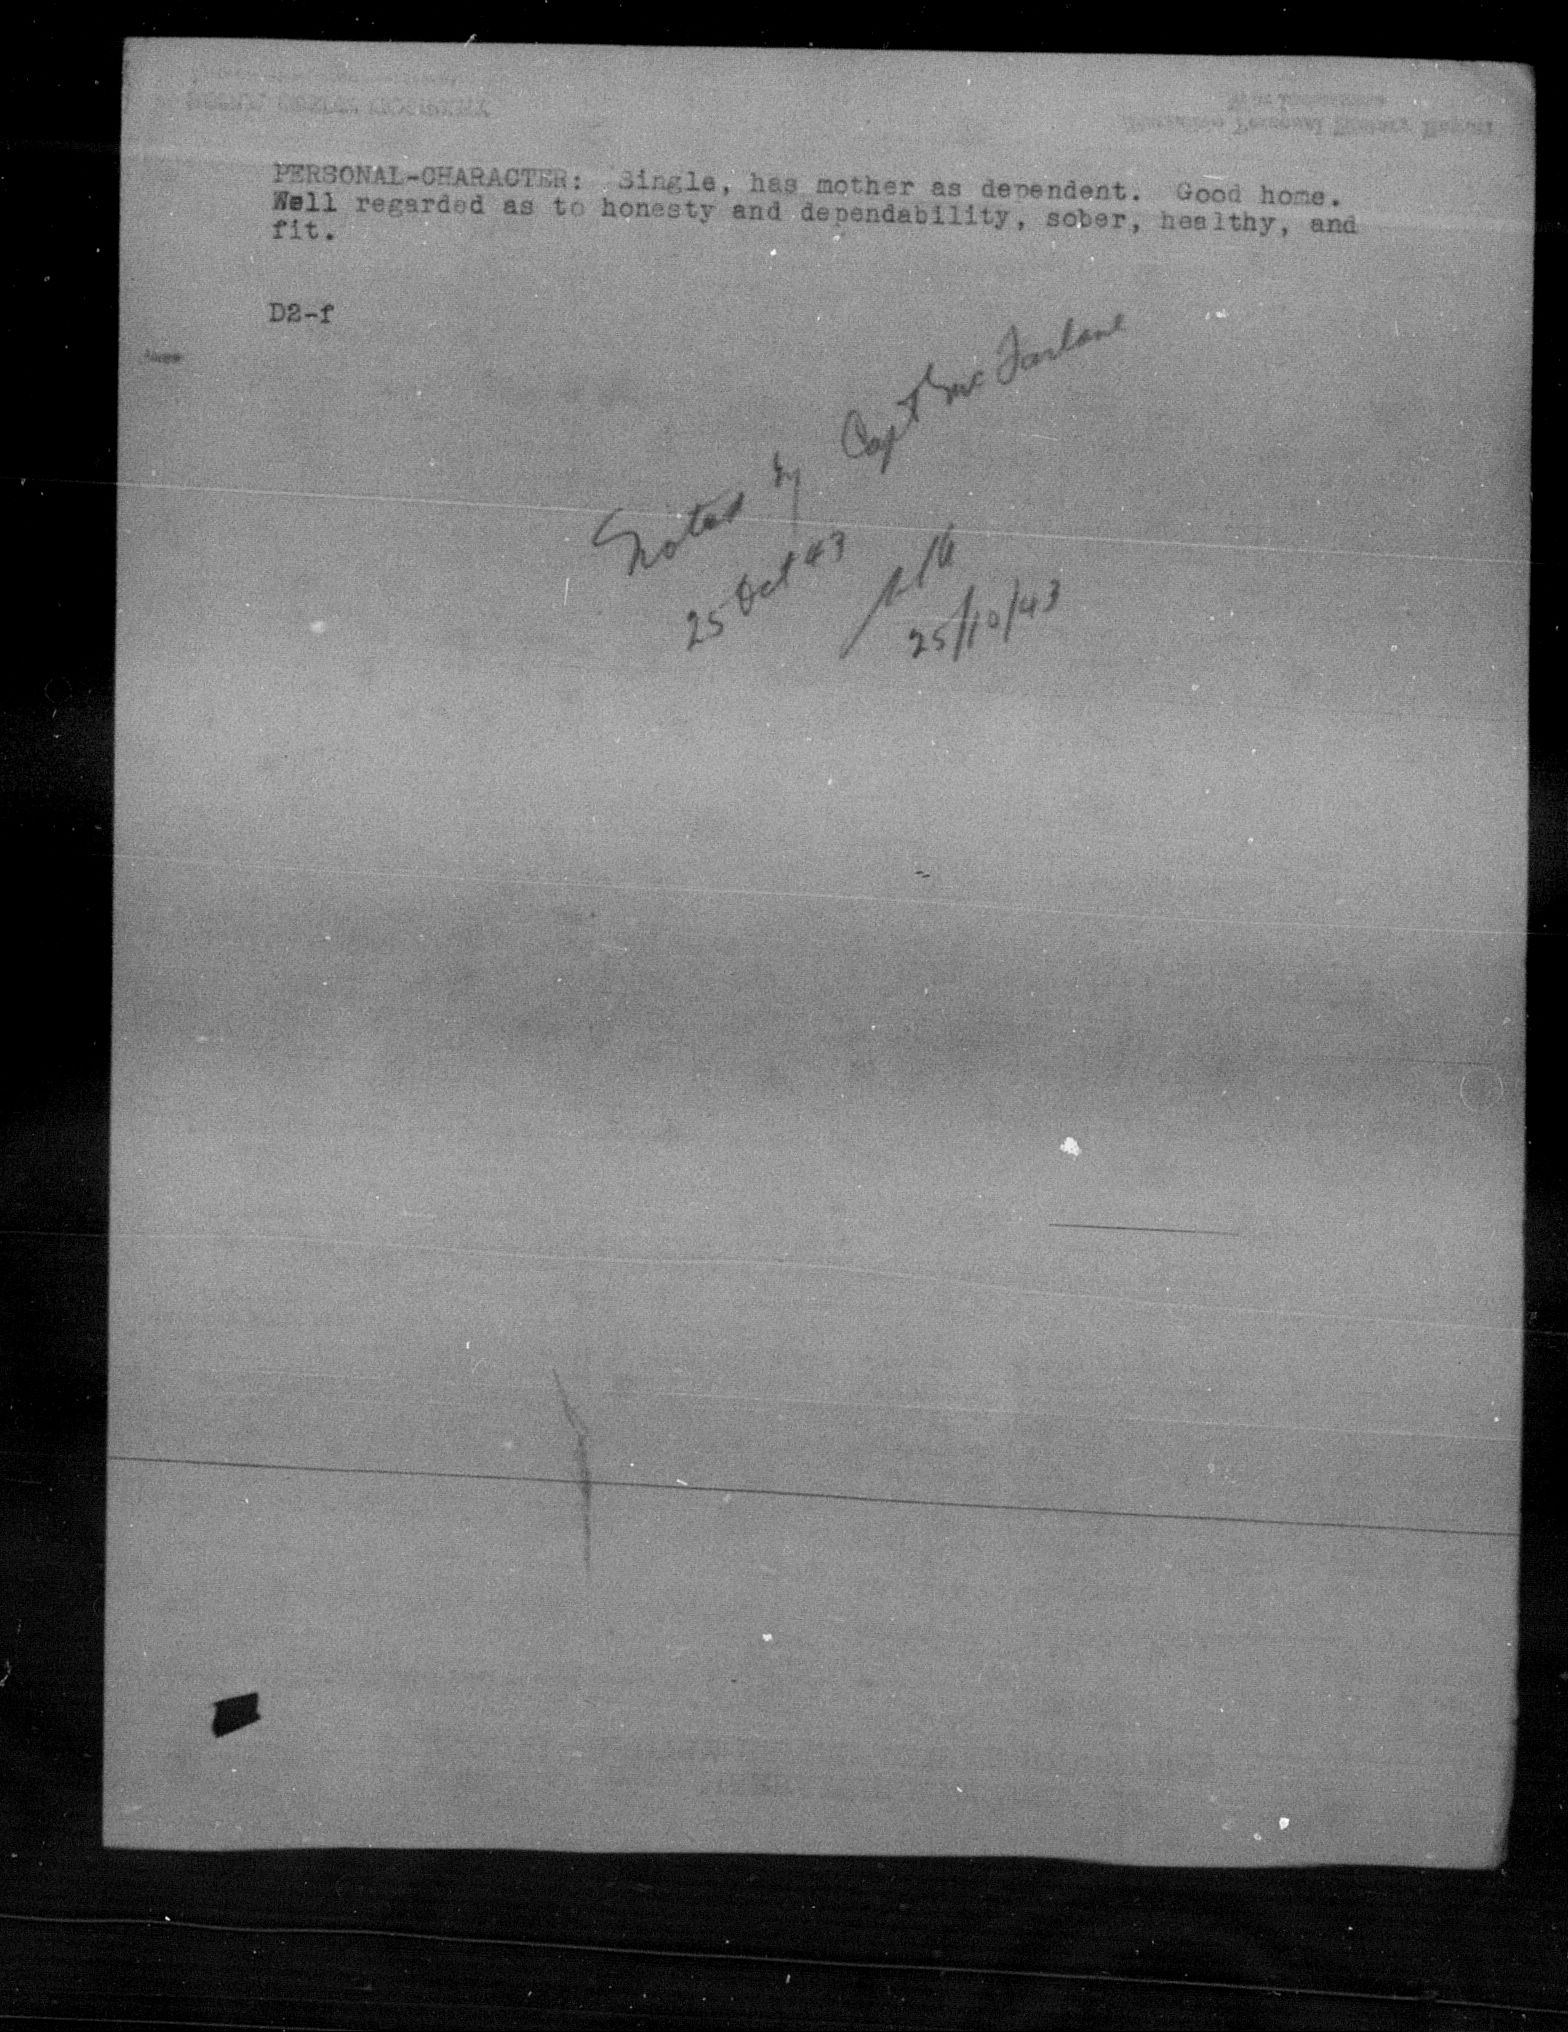 PERSONAL-CHARACTER: Single, has mother as dependent. Good home.
Well regarded as to honesty and dependability, sober, healthy, and
fit.
D2-f
Noted by Capt McFarlane
25 Oct 43
25/10/43